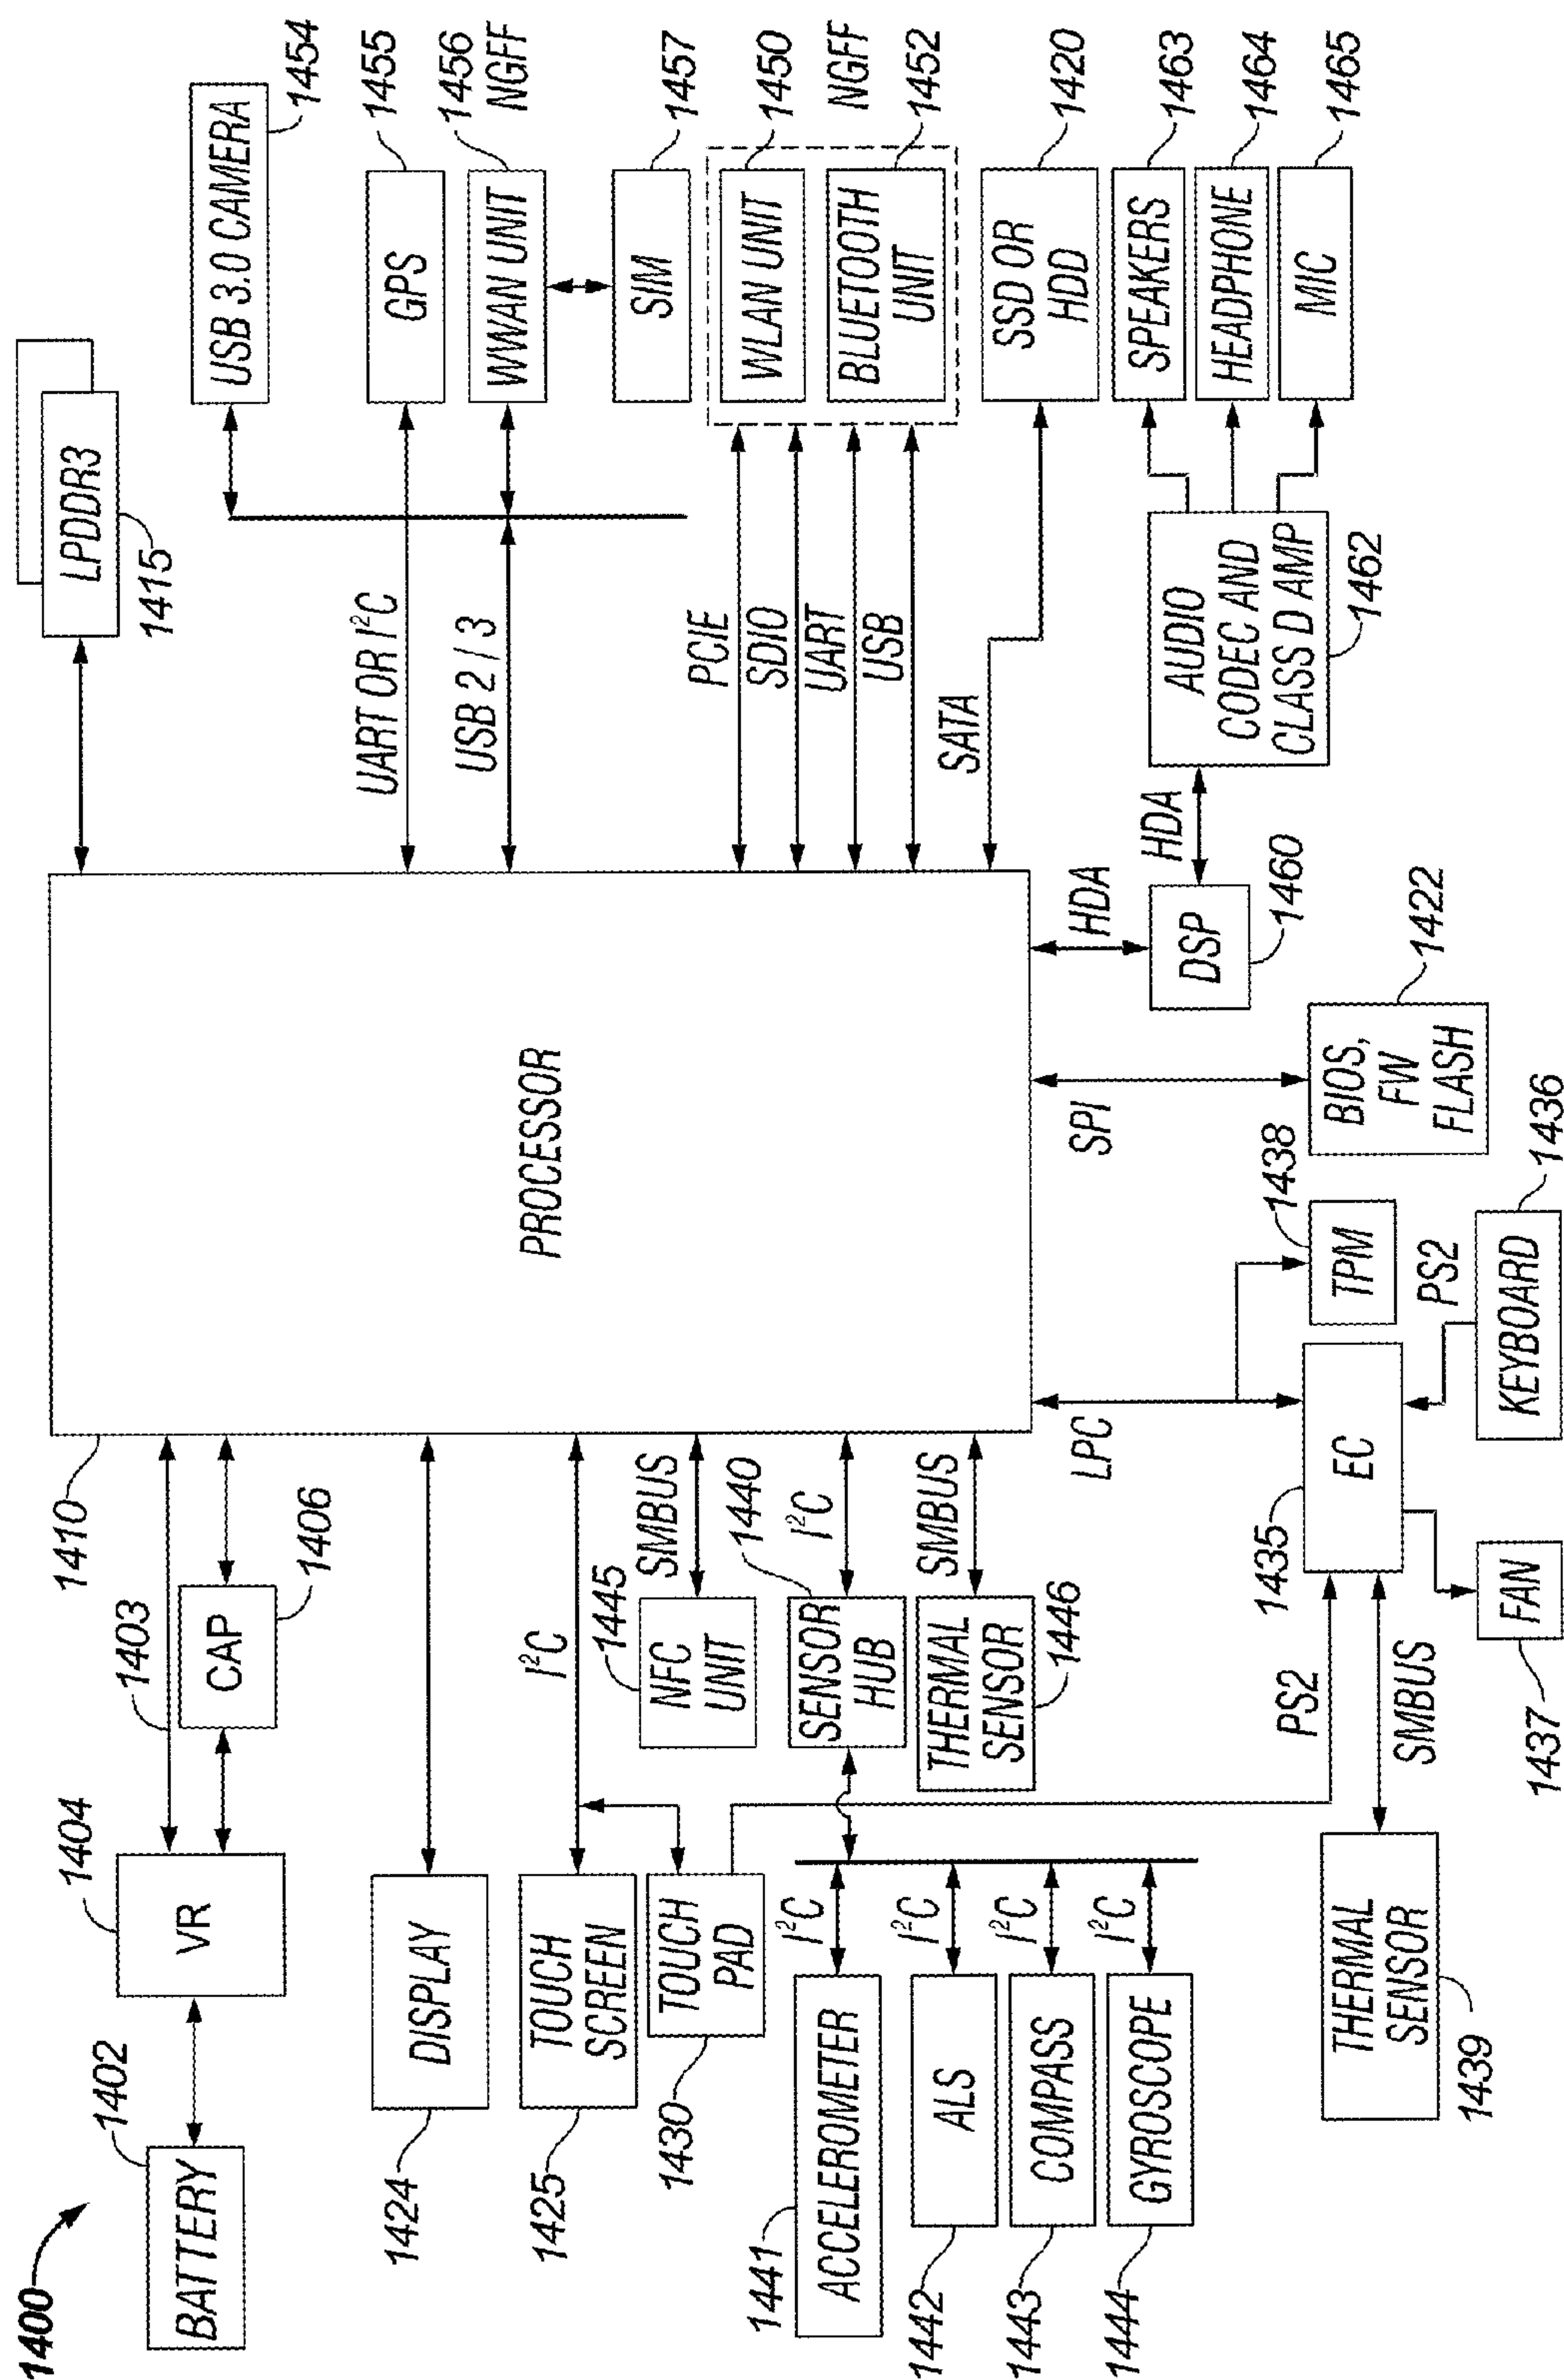 1400
1402
BATTERY
1404
VR
1403
CAP
1406
1410
PROCESSOR
LPDDR3
1415
USB 3.0 CAMERA
1454
UART OR I²C
GPS
1455
USB 2 / 3
WWAN UNIT
1456
NGFF
SIM
1457
PCIE
SDIO
UART
USB
WLAN UNIT
1450
BLUETOOTH
UNIT
NGFF
1452
SATA
SSD OR
HDD
1420
SPEAKERS
1463
HEADPHONE
1464
MIC
1465
AUDIO
CODEC AND
CLASS D AMP
1462
HDA
HDA
DSP
1460
DISPLAY
1424
I²C
TOUCH
SCREEN
1425
TOUCH
PAD
1430
SMBUS
NFC
UNIT
1445
I²C
SENSOR
HUB
1440
SMBUS
THERMAL
SENSOR
1446
I²C
ACCELEROMETER
1441
I²C
ALS
1442
I²C
COMPASS
1443
I²C
GYROSCOPE
1444
LPC
SPI
BIOS,
FW
FLASH
1422
TPM
1438
PS2
KEYBOARD
1436
EC
1435
FAN
1437
PS2
SMBUS
THERMAL
SENSOR
1439